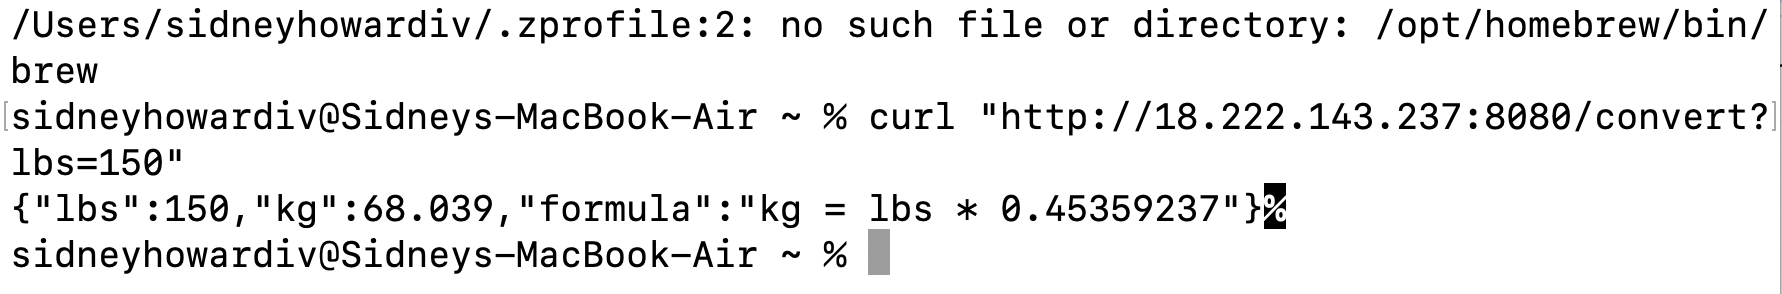 /Users/sidneyhowardiv/.zprofile:2: no such file or directory: /opt/homebrew/bin/
brew
[sidneyhowardiv@Sidneys-MacBook-Air ~ % curl "http://18.222.143.237:8080/convert?]
lbs=150"
{"lbs":150,"kg":68.039,"formula":"kg = lbs * 0.45359237"}%
sidneyhowardiv@Sidneys-MacBook-Air ~ %